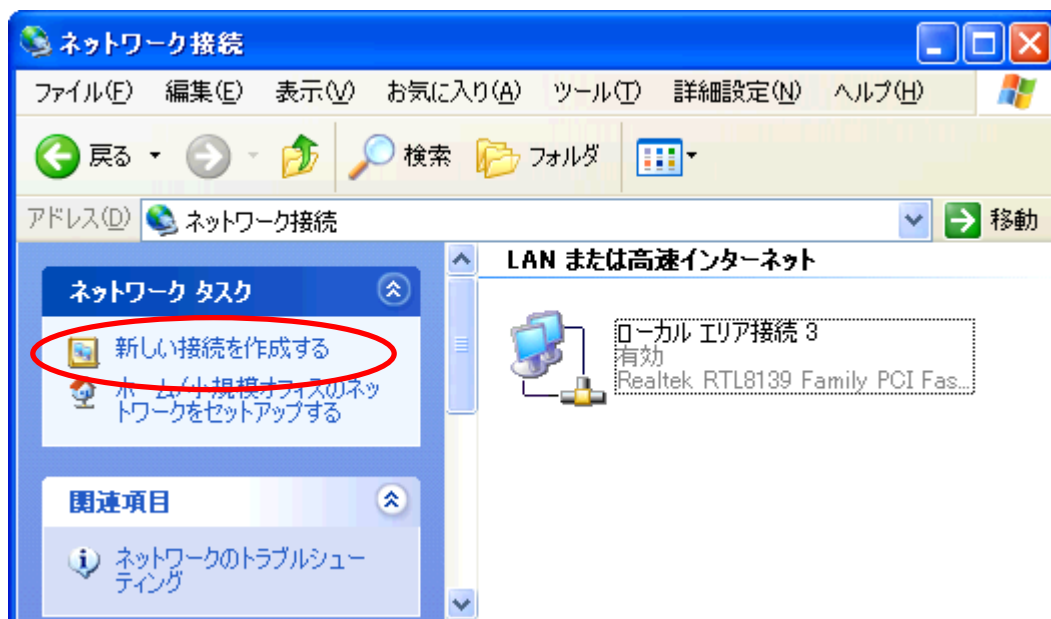 ネットワーク接続
ファイル(F) 編集(E) 表示(V) お気に入り(A) ツール(T) 詳細設定(N) ヘルプ(H)
戻る 検索 フォルダ
アドレス(D) ネットワーク接続 移動
ネットワーク タスク
新しい接続を作成する
ホーム/小規模オフィスのネッ
トワークをセットアップする
関連項目
ネットワークのトラブルシュー
ティング
LAN または高速インターネット
ローカル エリア接続 3
有効
Realtek RTL8139 Family PCI Fas...